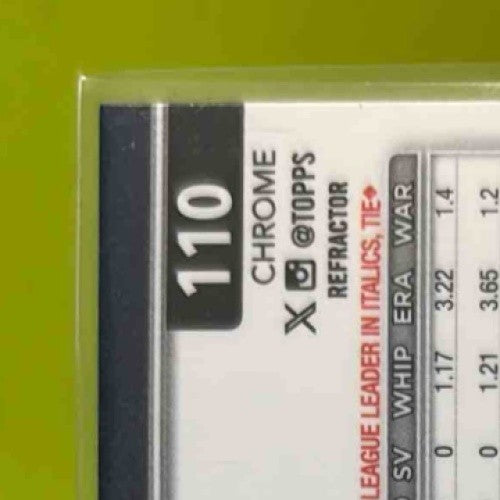 110
CHROME
X @TOPPS
REFRACTOR
LEAGUE LEADER IN ITALICS, TIE♦
SV WHIP ERA WAR
0 1.17 3.22 1.4
0 1.21 3.65 1.2